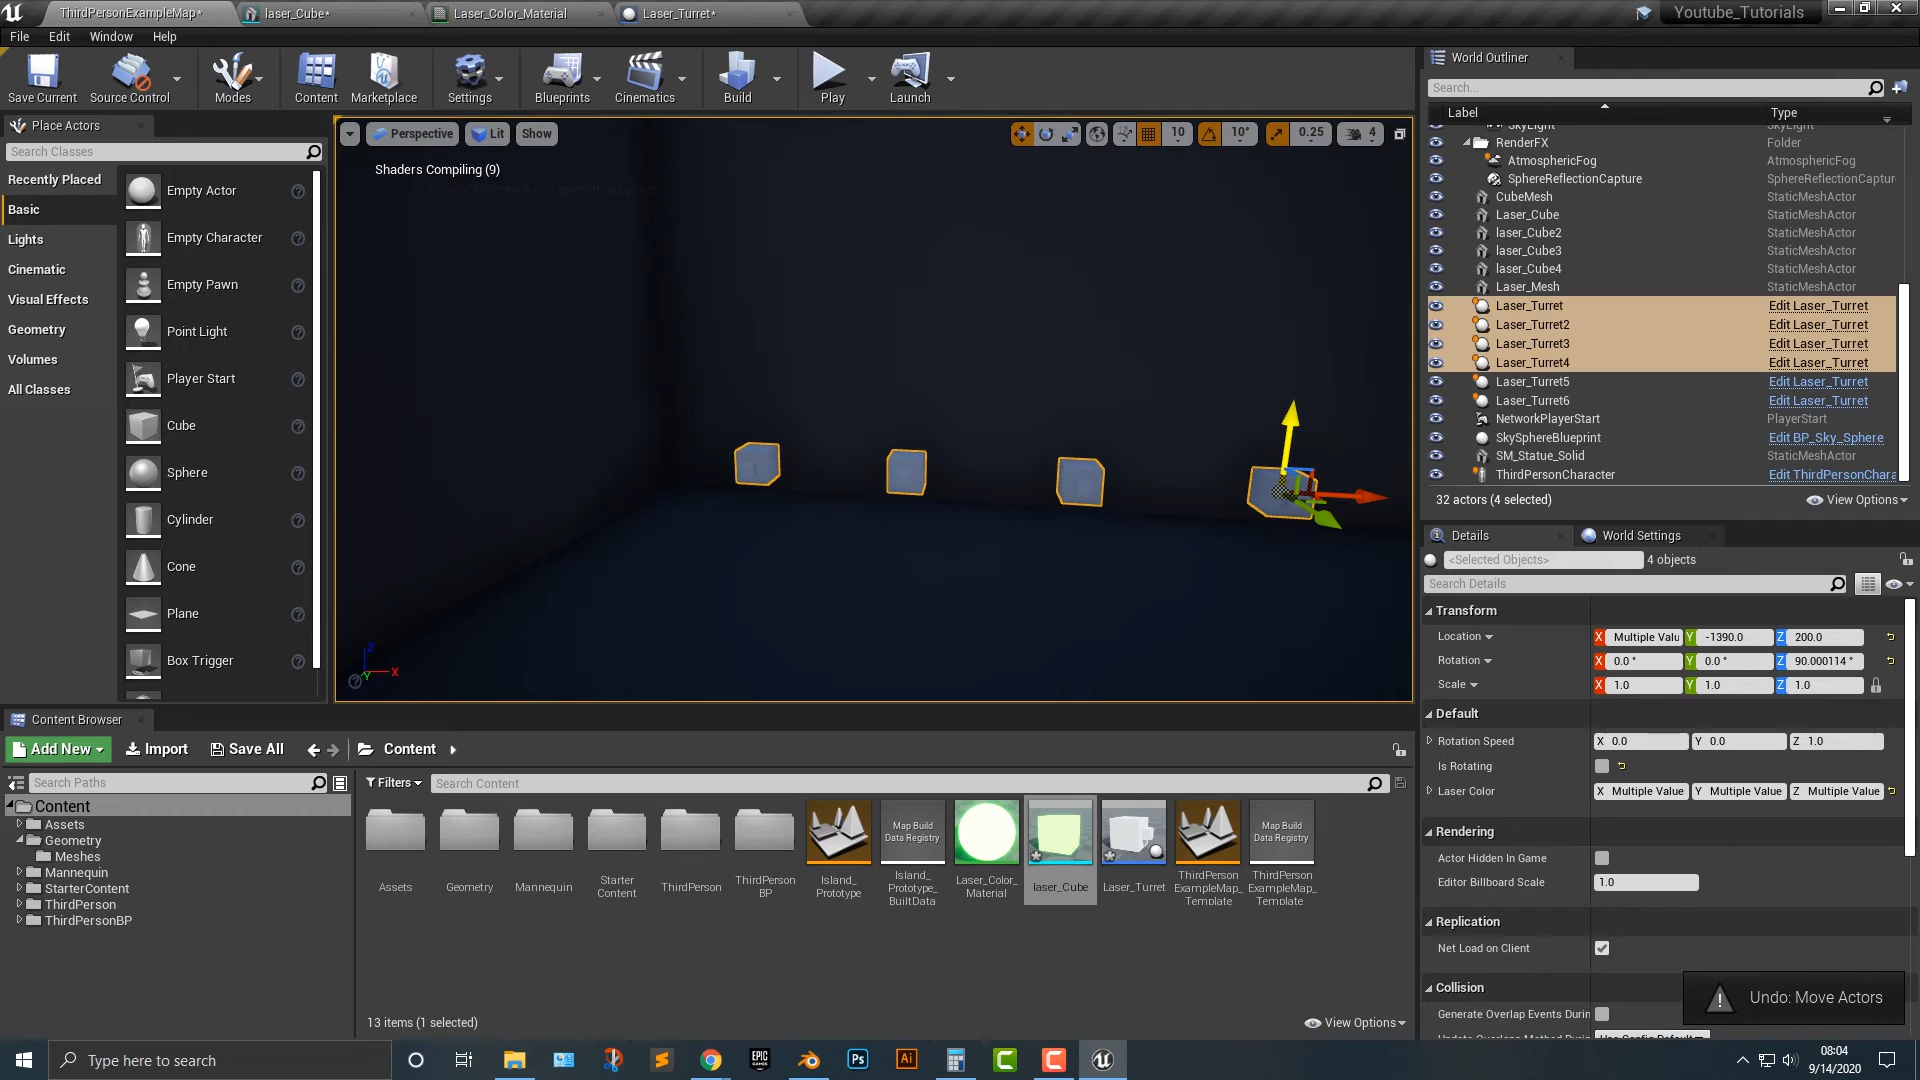 ThirdPersonExampleMap*
laser_Cube*
Laser_Color_Material
Laser_Turret*
Youtube_Tutorials
File Edit Window Help
Save Current
Source Control
Modes
Content
Marketplace
Settings
Blueprints
Cinematics
Build
Play
Launch
Place Actors
Search Classes
Recently Placed
Basic
Lights
Cinematic
Visual Effects
Geometry
Volumes
All Classes
Empty Actor
Empty Character
Empty Pawn
Point Light
Player Start
Cube
Sphere
Cylinder
Cone
Plane
Box Trigger
Perspective Lit Show
10 10° 0.25 4
Shaders Compiling (9)
Z
X
Y
World Outliner
Search...
Label Type
SkyLight SkyLight
RenderFX Folder
AtmosphericFog AtmosphericFog
SphereReflectionCapture SphereReflectionCaptur
CubeMesh StaticMeshActor
Laser_Cube StaticMeshActor
laser_Cube2 StaticMeshActor
laser_Cube3 StaticMeshActor
laser_Cube4 StaticMeshActor
Laser_Mesh StaticMeshActor
Laser_Turret Edit Laser_Turret
Laser_Turret2 Edit Laser_Turret
Laser_Turret3 Edit Laser_Turret
Laser_Turret4 Edit Laser_Turret
Laser_Turret5 Edit Laser_Turret
Laser_Turret6 Edit Laser_Turret
NetworkPlayerStart PlayerStart
SkySphereBlueprint Edit BP_Sky_Sphere
SM_Statue_Solid StaticMeshActor
ThirdPersonCharacter Edit ThirdPersonChara
32 actors (4 selected) View Options
Details World Settings
<Selected Objects> 4 objects
Search Details
Transform
Location X Multiple Valu Y -1390.0 Z 200.0
Rotation X 0.0 ° Y 0.0 ° Z 90.000114 °
Scale X 1.0 Y 1.0 Z 1.0
Default
Rotation Speed X 0.0 Y 0.0 Z 1.0
Is Rotating
Laser Color X Multiple Value Y Multiple Value Z Multiple Value
Rendering
Actor Hidden In Game
Editor Billboard Scale 1.0
Replication
Net Load on Client
Collision
Generate Overlap Events Durin
Undo: Move Actors
Content Browser
Add New Import Save All Content
Search Paths
Filters Search Content
Content
Assets
Geometry
Meshes
Mannequin
StarterContent
ThirdPerson
ThirdPersonBP
Assets
Geometry
Mannequin
Starter
Content
ThirdPerson
ThirdPerson
BP
Island_
Prototype
Map Build
Data Registry
Island_
Prototype_
BuiltData
Laser_Color_
Material
laser_Cube
Laser_Turret
ThirdPerson
ExampleMap_
Template
Map Build
Data Registry
ThirdPerson
ExampleMap_
Template
13 items (1 selected) View Options
Type here to search
EPIC
GAMES
Ps
Ai
08:04
9/14/2020